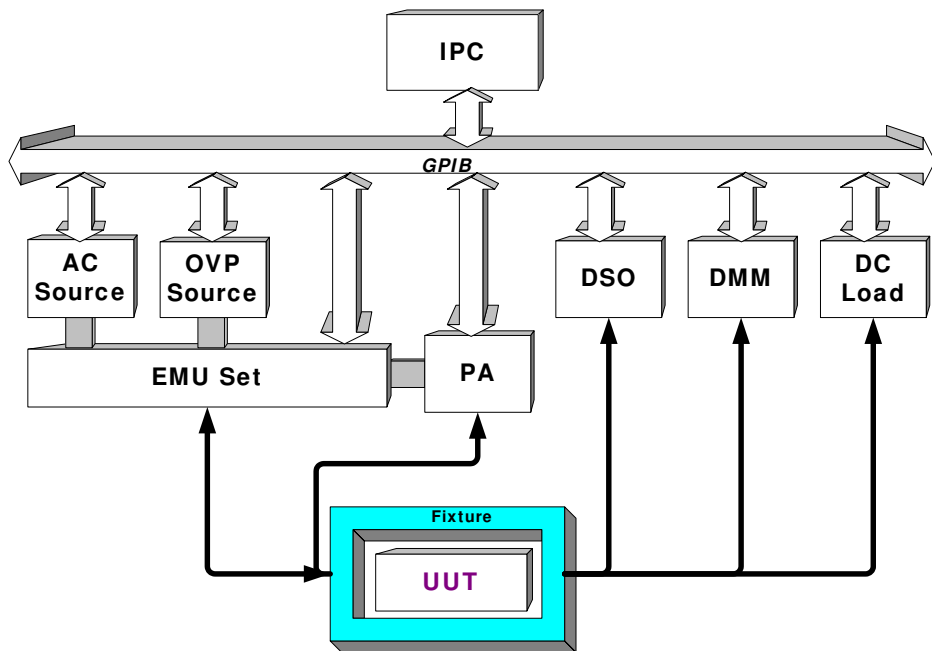 IPC
GPIB
AC
Source
OVP
Source
DSO
DMM
DC
Load
EMU Set
PA
Fixture
UUT